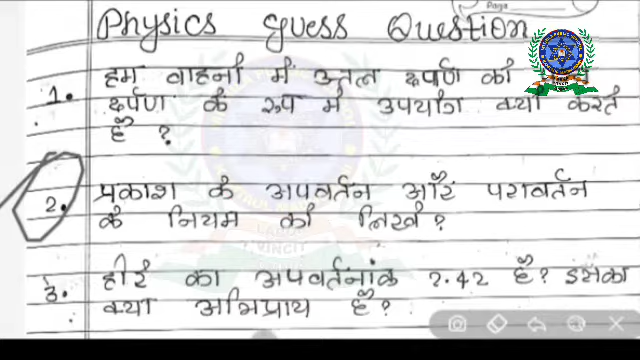 Physics Guess Question
1. हम वाहनों में उत्तल दर्पण को
दर्पण के रूप में उपयोग क्यों करते
हैं ?
2. प्रकाश के अपवर्तन और परावर्तन
के नियम को लिखें ?
3. हीरे का अपवर्तनांक 2.42 है? इसका
क्या अभिप्राय है?